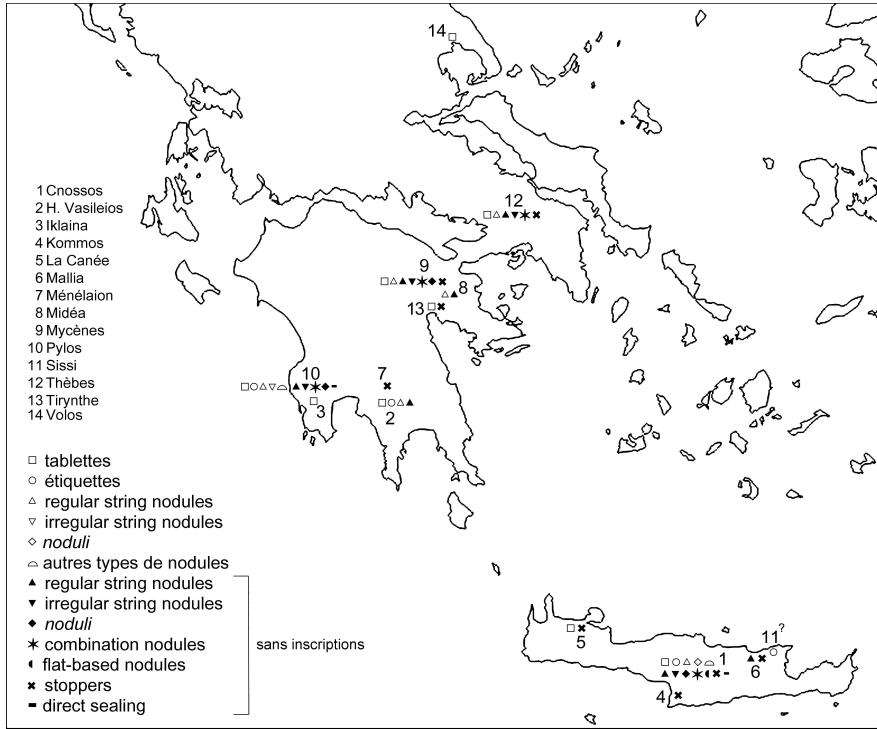 14
12
1 Cnossos
2 H. Vasileios
3 Iklaina
4 Kommos
5 La Canée
6 Mallia
7 Ménélaion
8 Midéa
9 Mycènes
10 Pylos
11 Sissi
12 Thèbes
13 Tirynthe
14 Volos
9
8
13
10
7
3
2
tablettes
étiquettes
regular string nodules
irregular string nodules
noduli
autres types de nodules
regular string nodules
irregular string nodules
noduli
combination nodules
flat-based nodules
stoppers
direct sealing
sans inscriptions
5
11?
1
6
4